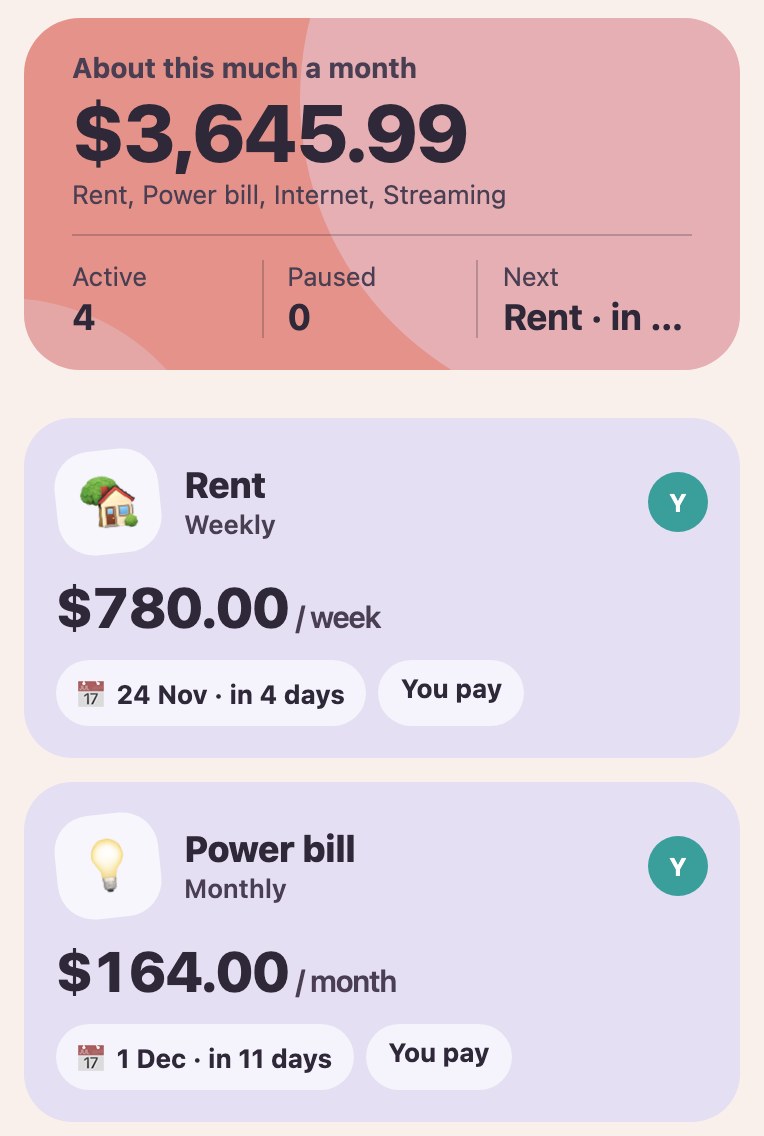 About this much a month
$3,645.99
Rent, Power bill, Internet, Streaming
Active
4
Paused
0
Next
Rent · in ...
Rent
Weekly
Y
$780.00 / week
17 24 Nov · in 4 days
You pay
Power bill
Monthly
Y
$164.00 / month
17 1 Dec · in 11 days
You pay